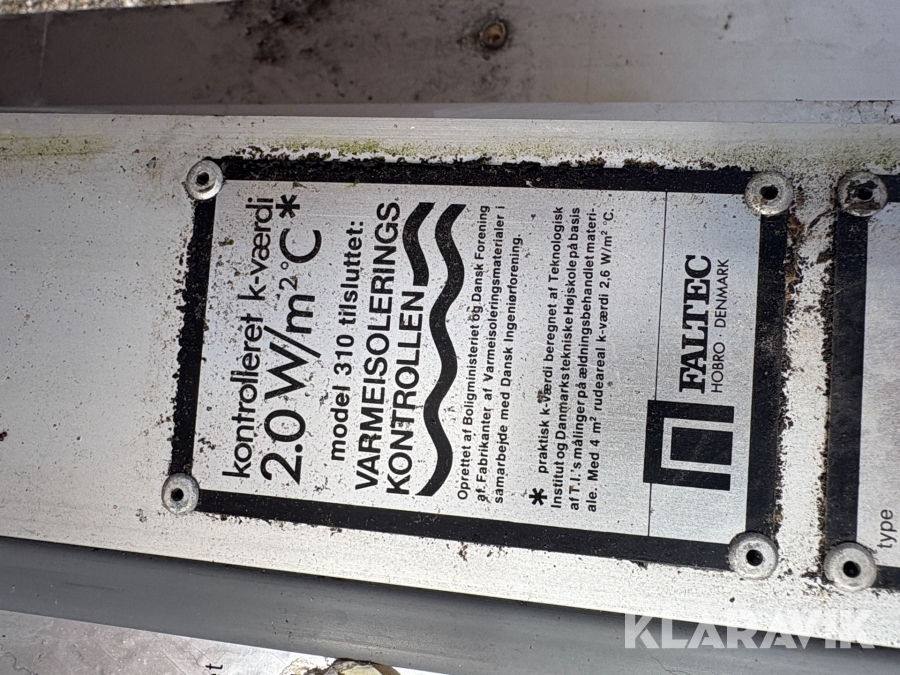 kontrolleret k-værdi
2.0 W/m²°C*
model 310 tilsluttet:
VARMEISOLERINGS.
KONTROLLEN
Oprettet af Boligministeriet og Dansk Forening
af Fabrikanter af Varmeisoleringsmaterialer i
samarbejde med Dansk Ingeniørforening.
* praktisk k-Værdi beregnet af Teknologisk
Institut og Danmarks tekniske Højskole på basis
af T.I.'s målinger på ældningsbehandlet materi-
ale. Med 4 m² rudeareal k-værdi 2,6 W/m² °C.
FALTEC
HOBRO · DENMARK
type
KLARAVIK